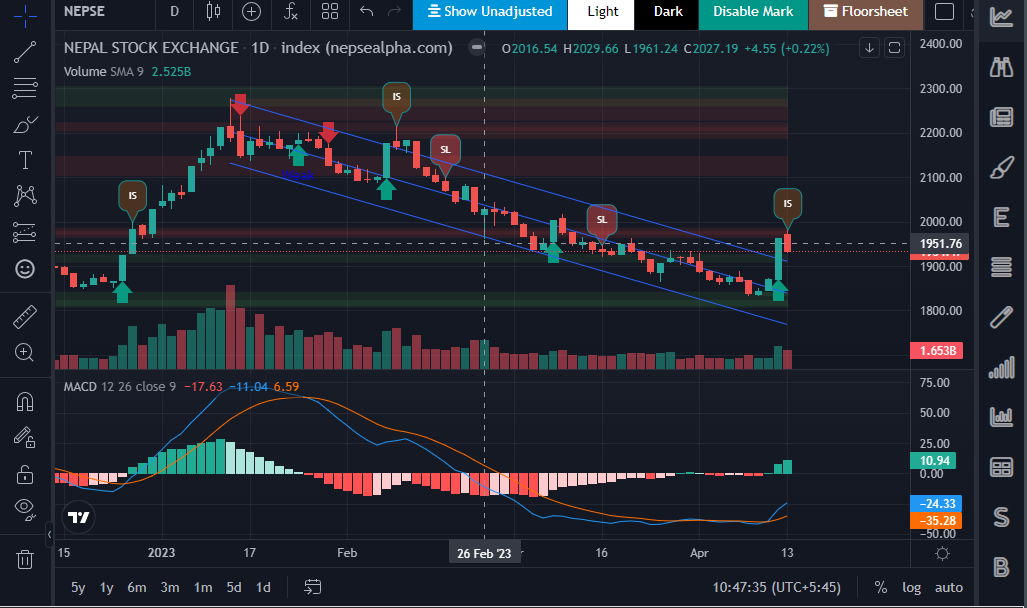 NEPSE D Show Unadjusted Light Dark Disable Mark Floorsheet
NEPAL STOCK EXCHANGE · 1D · index (nepsealpha.com) O2016.54 H2029.66 L1961.24 C2027.19 +4.55 (+0.22%)
Volume SMA 9 2.525B
2400.00
2300.00
2200.00
2100.00
2000.00
1951.76
1900.00
1800.00
1.653B
IS
IS
SL
SL
IS
MACD 12 26 close 9 −17.63 −11.04 6.59
75.00
50.00
25.00
10.94
0.00
−24.33
−35.28
−50.00
15 2023 17 Feb 26 Feb '23 16 Apr 13
5y 1y 6m 3m 1m 5d 1d 10:47:35 (UTC+5:45) % log auto
E
S
B